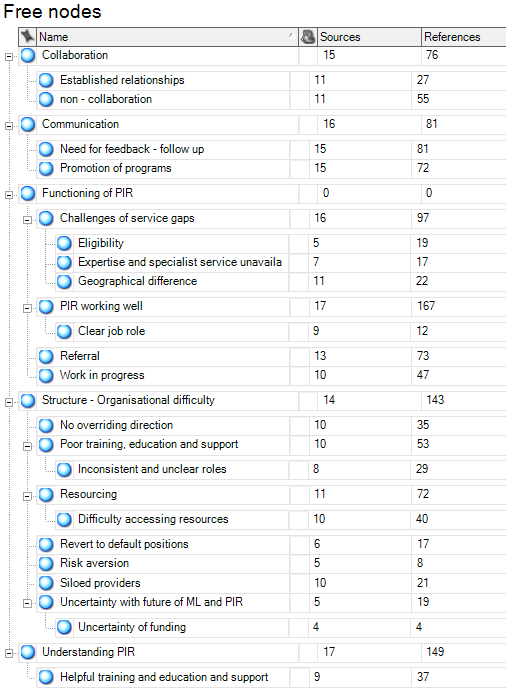 Free nodes
Name Sources References
Collaboration 15 76
Established relationships 11 27
non - collaboration 11 55
Communication 16 81
Need for feedback - follow up 15 81
Promotion of programs 15 72
Functioning of PIR 0 0
Challenges of service gaps 16 97
Eligibility 5 19
Expertise and specialist service unavaila 7 17
Geographical difference 11 22
PIR working well 17 167
Clear job role 9 12
Referral 13 73
Work in progress 10 47
Structure - Organisational difficulty 14 143
No overriding direction 10 35
Poor training, education and support 10 53
Inconsistent and unclear roles 8 29
Resourcing 11 72
Difficulty accessing resources 10 40
Revert to default positions 6 17
Risk aversion 5 8
Siloed providers 10 21
Uncertainty with future of ML and PIR 5 19
Uncertainty of funding 4 4
Understanding PIR 17 149
Helpful training and education and support 9 37